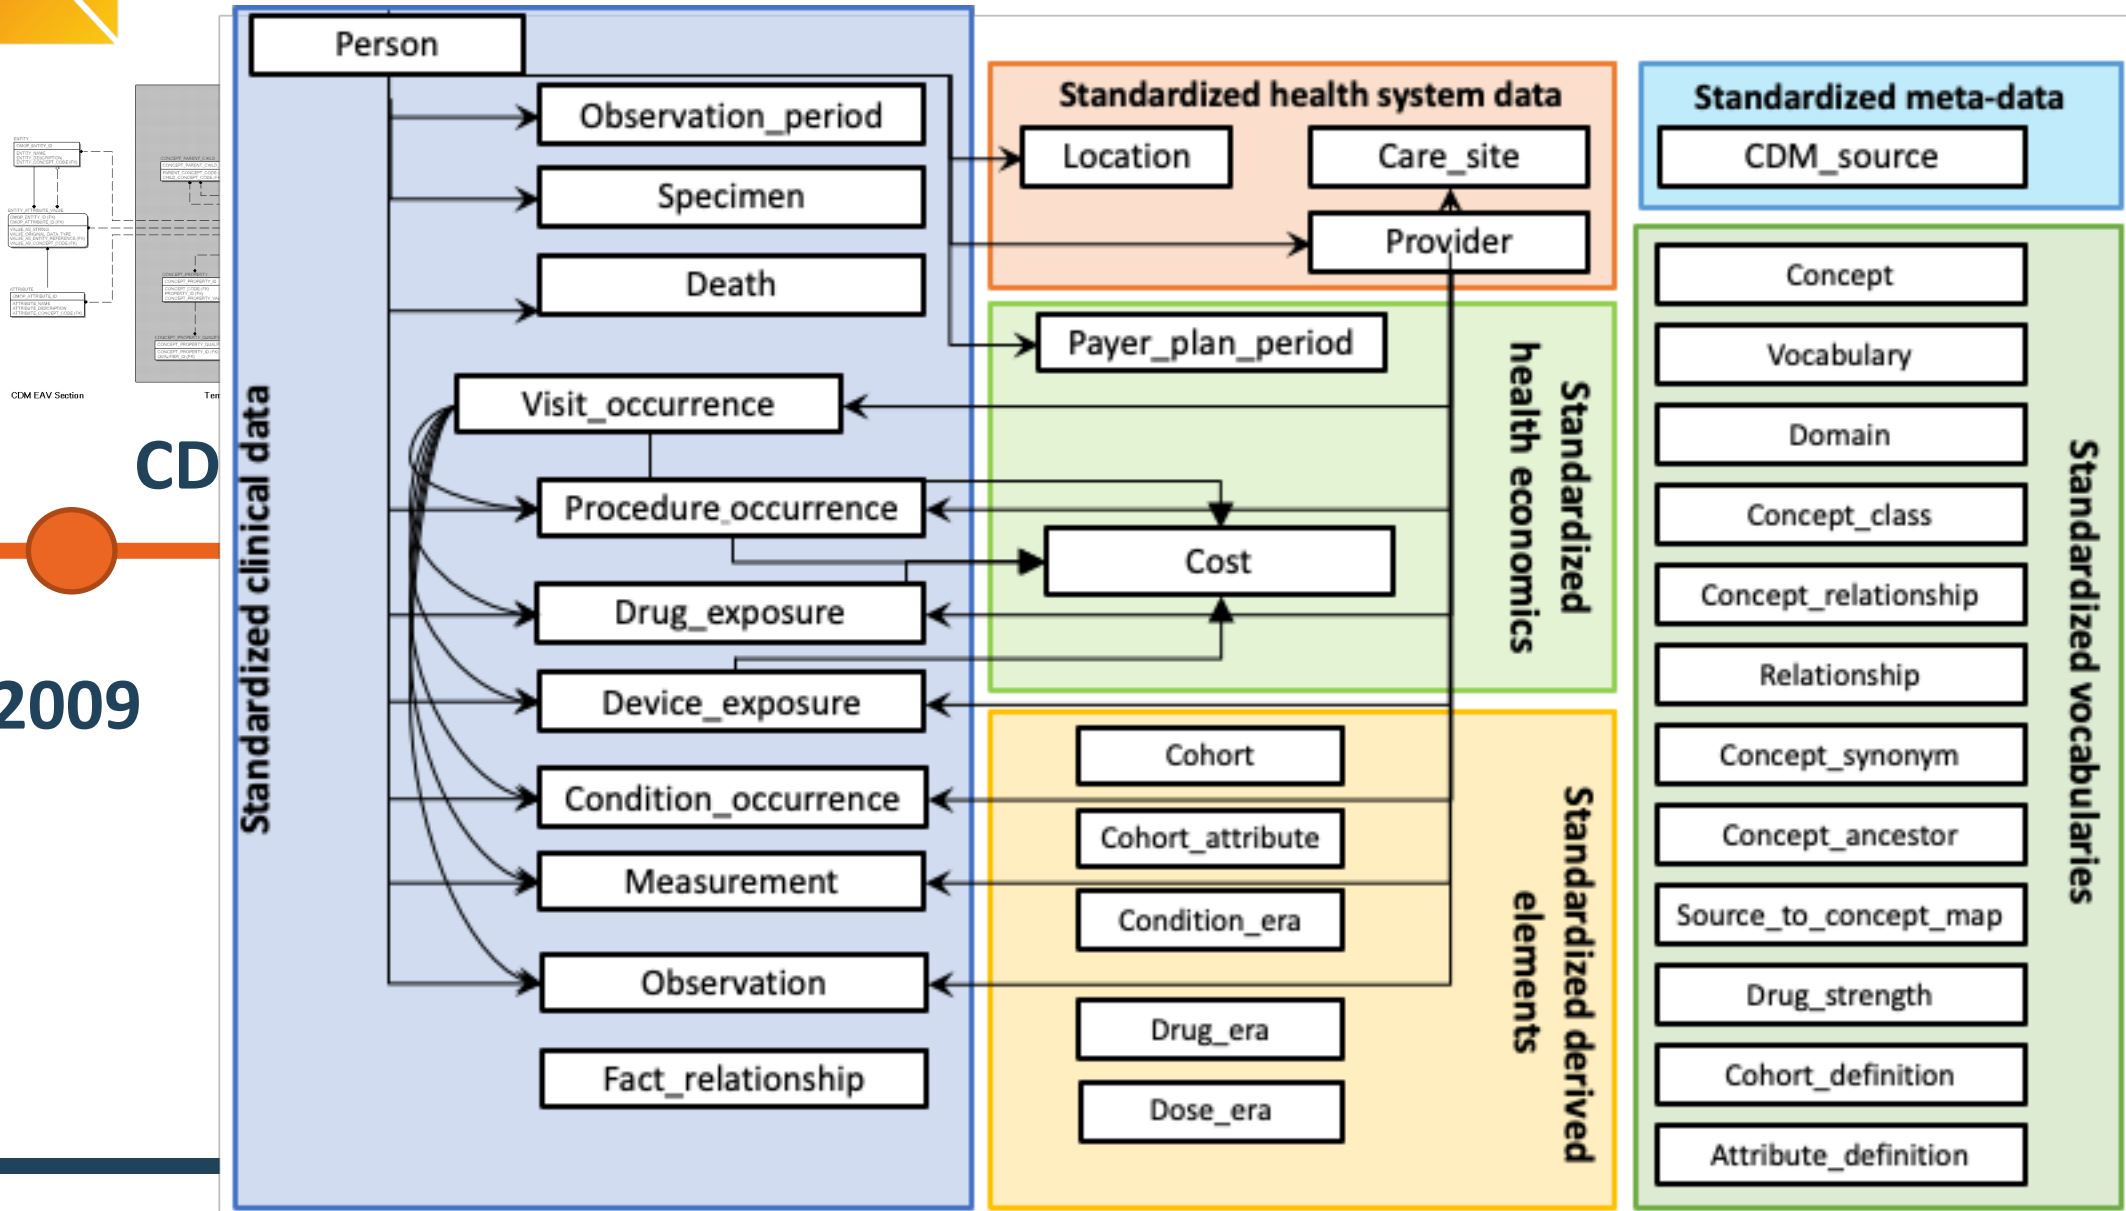 Person
Observation_period
Specimen
Death
Visit_occurrence
Procedure_occurrence
Drug_exposure
Device_exposure
Condition_occurrence
Measurement
Observation
Fact_relationship
Standardized clinical data
Standardized health system data
Location
Care_site
Provider
Payer_plan_period
Cost
Standardized
health economics
Cohort
Cohort_attribute
Condition_era
Drug_era
Dose_era
Standardized derived
elements
Standardized meta-data
CDM_source
Concept
Vocabulary
Domain
Concept_class
Concept_relationship
Relationship
Concept_synonym
Concept_ancestor
Source_to_concept_map
Drug_strength
Cohort_definition
Attribute_definition
Standardized vocabularies
CDM EAV Section
Ter
CD
2009